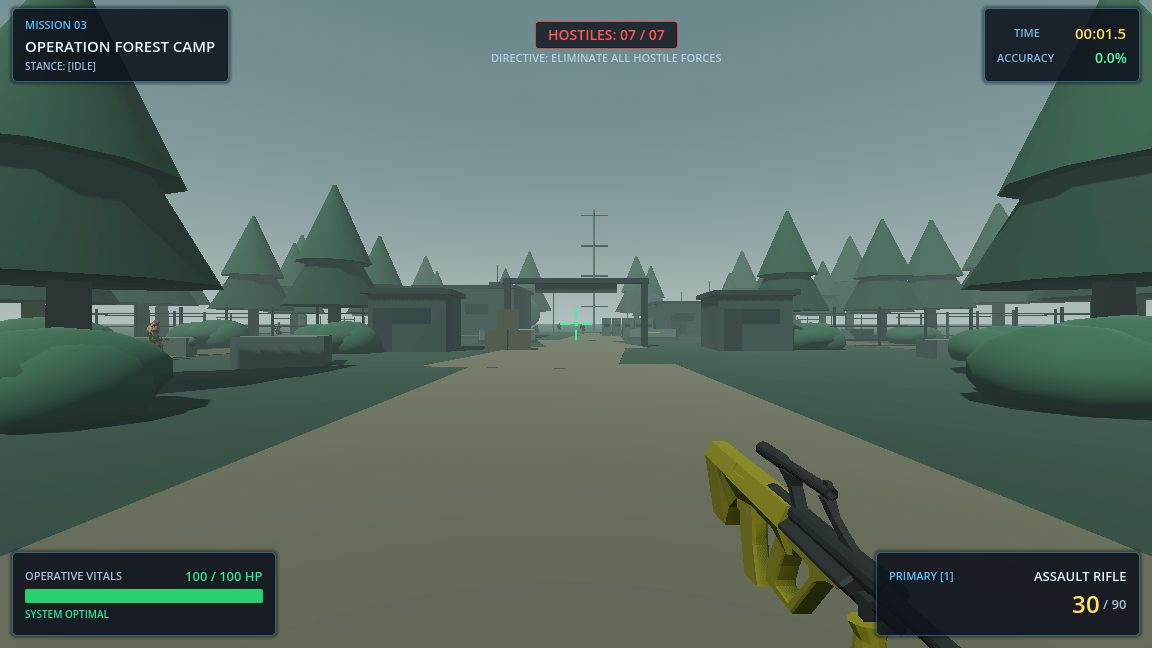 MISSION 03
OPERATION FOREST CAMP
STANCE: [IDLE]
HOSTILES: 07 / 07
DIRECTIVE: ELIMINATE ALL HOSTILE FORCES
TIME 00:01.5
ACCURACY 0.0%
OPERATIVE VITALS 100 / 100 HP
SYSTEM OPTIMAL
PRIMARY [1] ASSAULT RIFLE
30 / 90